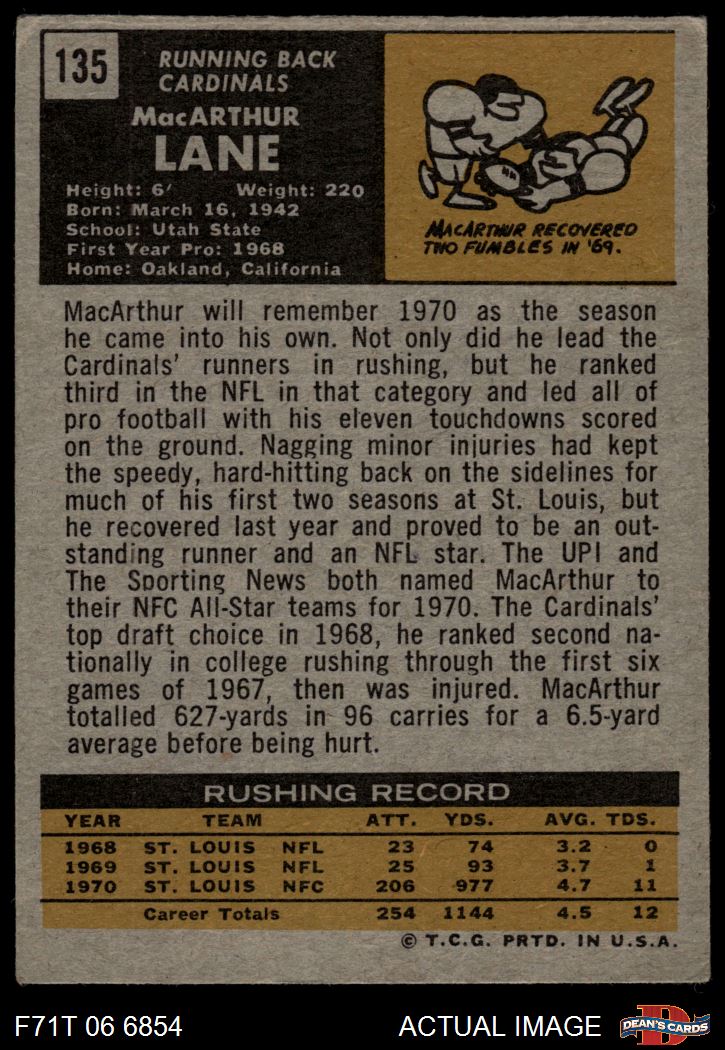 135
RUNNING BACK
CARDINALS
MacARTHUR
LANE
Height: 6' Weight: 220
Born: March 16, 1942
School: Utah State
First Year Pro: 1968
Home: Oakland, California
MACARTHUR RECOVERED
TWO FUMBLES IN '69.
MacArthur will remember 1970 as the season
he came into his own. Not only did he lead the
Cardinals' runners in rushing, but he ranked
third in the NFL in that category and led all of
pro football with his eleven touchdowns scored
on the ground. Nagging minor injuries had kept
the speedy, hard-hitting back on the sidelines for
much of his first two seasons at St. Louis, but
he recovered last year and proved to be an out-
standing runner and an NFL star. The UPI and
The Sporting News both named MacArthur to
their NFC All-Star teams for 1970. The Cardinals'
top draft choice in 1968, he ranked second na-
tionally in college rushing through the first six
games of 1967, then was injured. MacArthur
totalled 627-yards in 96 carries for a 6.5-yard
average before being hurt.
RUSHING RECORD
YEAR TEAM ATT. YDS. AVG. TDS.
1968 ST. LOUIS NFL 23 74 3.2 0
1969 ST. LOUIS NFL 25 93 3.7 1
1970 ST. LOUIS NFC 206 977 4.7 11
Career Totals 254 1144 4.5 12
© T.C.G. PRTD. IN U.S.A.
F71T 06 6854 ACTUAL IMAGE D DEAN'S CARDS